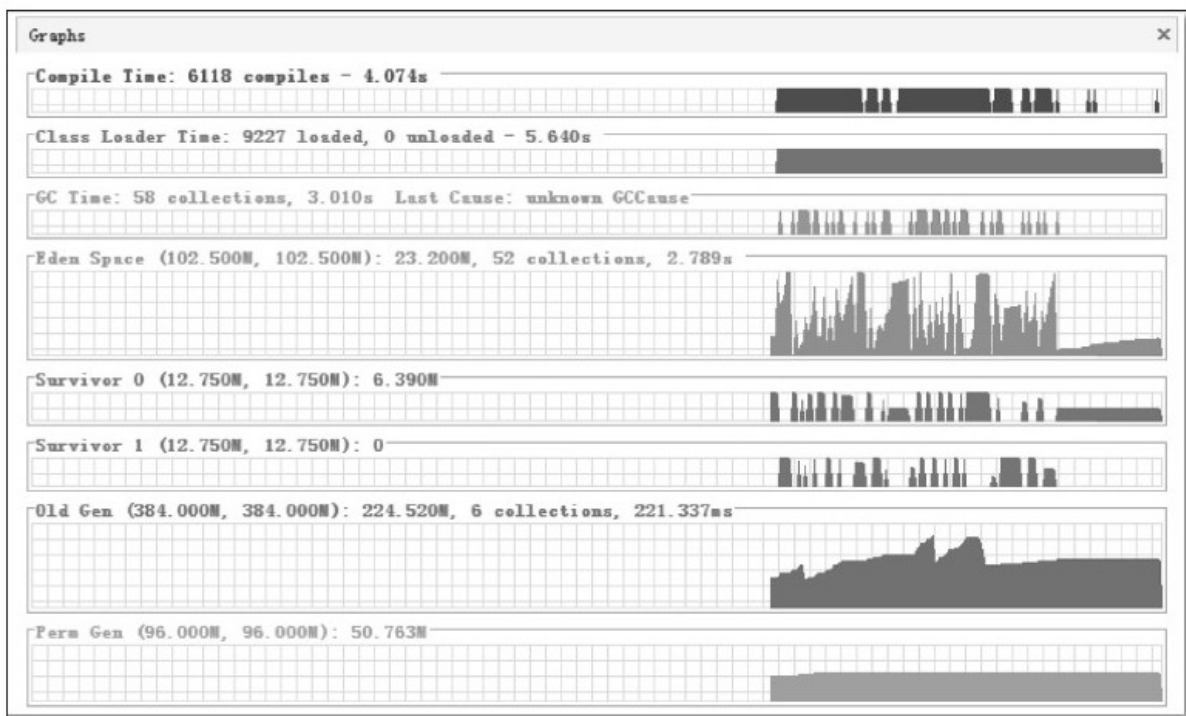 Graphs
Compile Time: 6118 compiles - 4.074s
Class Loader Time: 9227 loaded, 0 unloaded - 5.640s
GC Time: 58 collections, 3.010s Last Cause: unknown GCCause
Eden Space (102.500M, 102.500M): 23.200M, 52 collections, 2.789s
Survivor 0 (12.750M, 12.750M): 6.390M
Survivor 1 (12.750M, 12.750M): 0
Old Gen (384.000M, 384.000M): 224.520M, 6 collections, 221.337ms
Perm Gen (96.000M, 96.000M): 50.763M